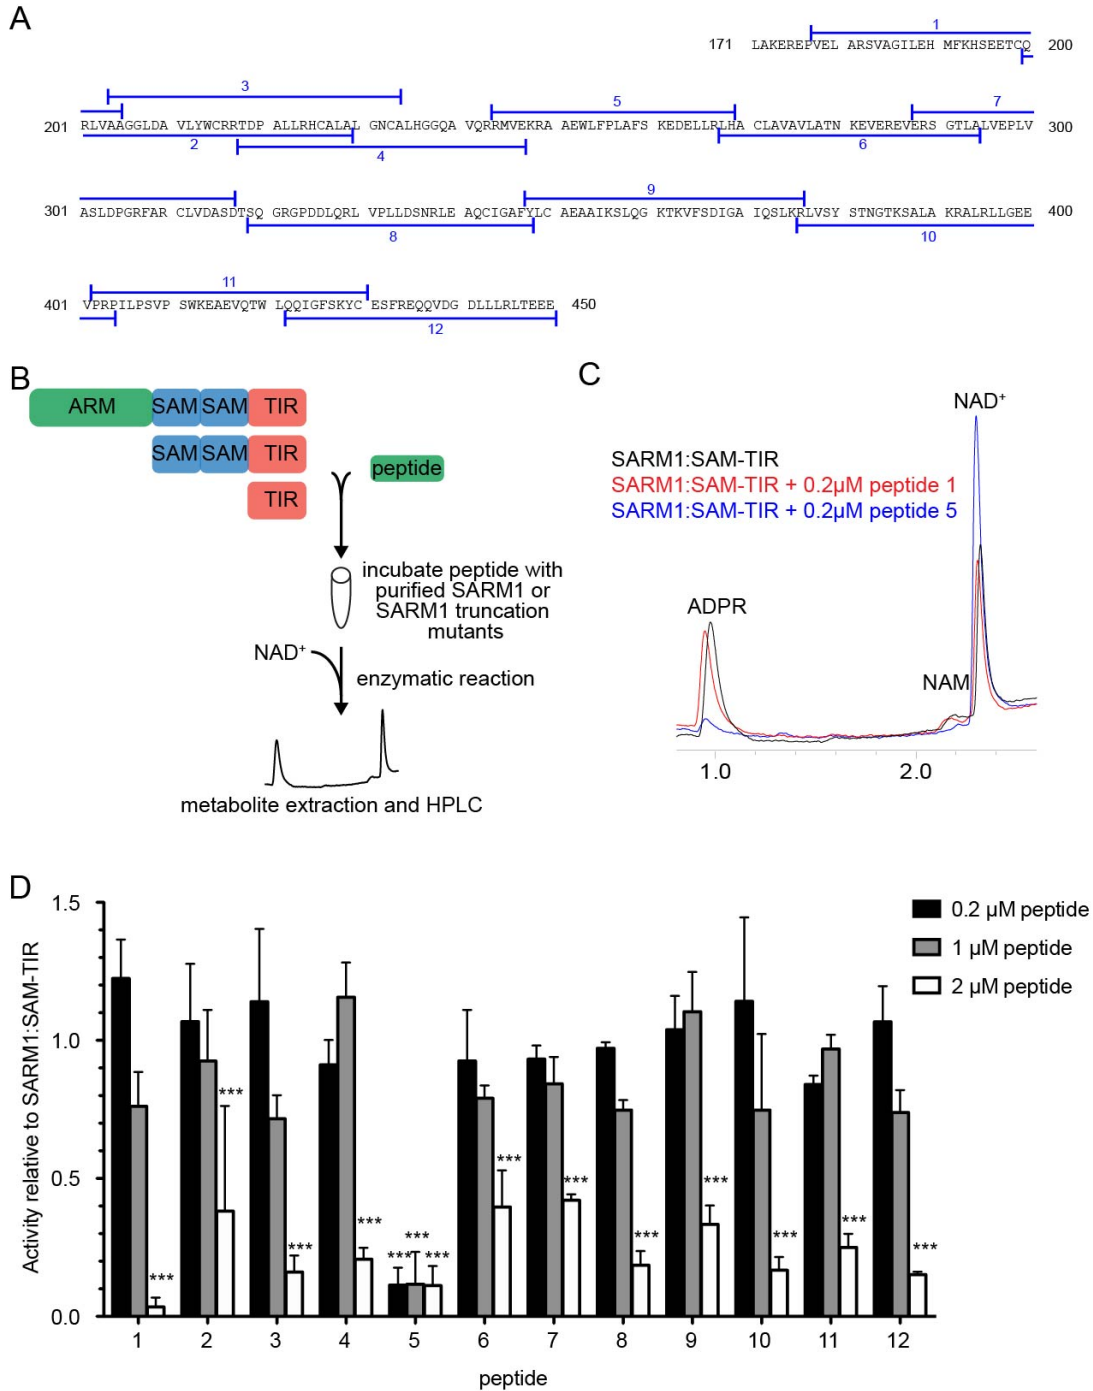 A
1
171 LAKEREPVEL ARSVAGILEH MFKHSEETCQ 200
3 5 7
201 RLVAAGGLDA VLYWCRRTDP ALLRHCALAL GNCALHGGQA VQRRMVEKRA AEWLFPLAFS KEDELLRLHA CLAVAVLATN KEVEREVERS GTLALVEPLV 300
2 4 6
9
301 ASLDPGRFAR CLVDASDTSQ GRGPDDLQRL VPLLDSNRLE AQCIGAFYLC AEAAIKSLQG KTKVFSDIGA IQSLKRLVSY STNGTKSALA KRALRLLGEE 400
8 10
11
401 VPRPILPSVP SWKEAEVQTW LQQIGFSKYC ESFREQQVDG DLLLRLTEEE 450
12
B
ARM SAM SAM TIR
SAM SAM TIR
TIR
peptide
incubate peptide with
purified SARM1 or
SARM1 truncation
mutants
NAD+
enzymatic reaction
metabolite extraction and HPLC
C
SARM1:SAM-TIR
SARM1:SAM-TIR + 0.2µM peptide 1
SARM1:SAM-TIR + 0.2µM peptide 5
NAD+
ADPR
NAM
1.0 2.0
D
Activity relative to SARM1:SAM-TIR
1.5
1.0
0.5
0.0
0.2 µM peptide
1 µM peptide
2 µM peptide
*** *** *** *** *** *** *** *** *** *** *** *** *** ***
1 2 3 4 5 6 7 8 9 10 11 12
peptide